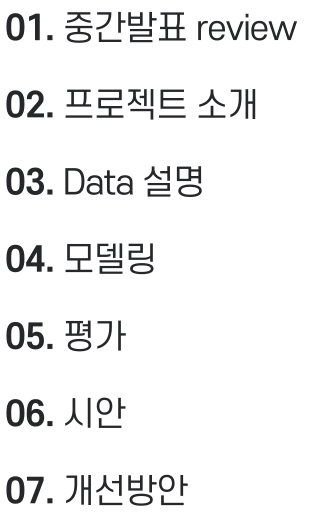 01. 중간발표 review
02. 프로젝트 소개
03. Data 설명
04. 모델링
05. 평가
06. 시안
07. 개선방안